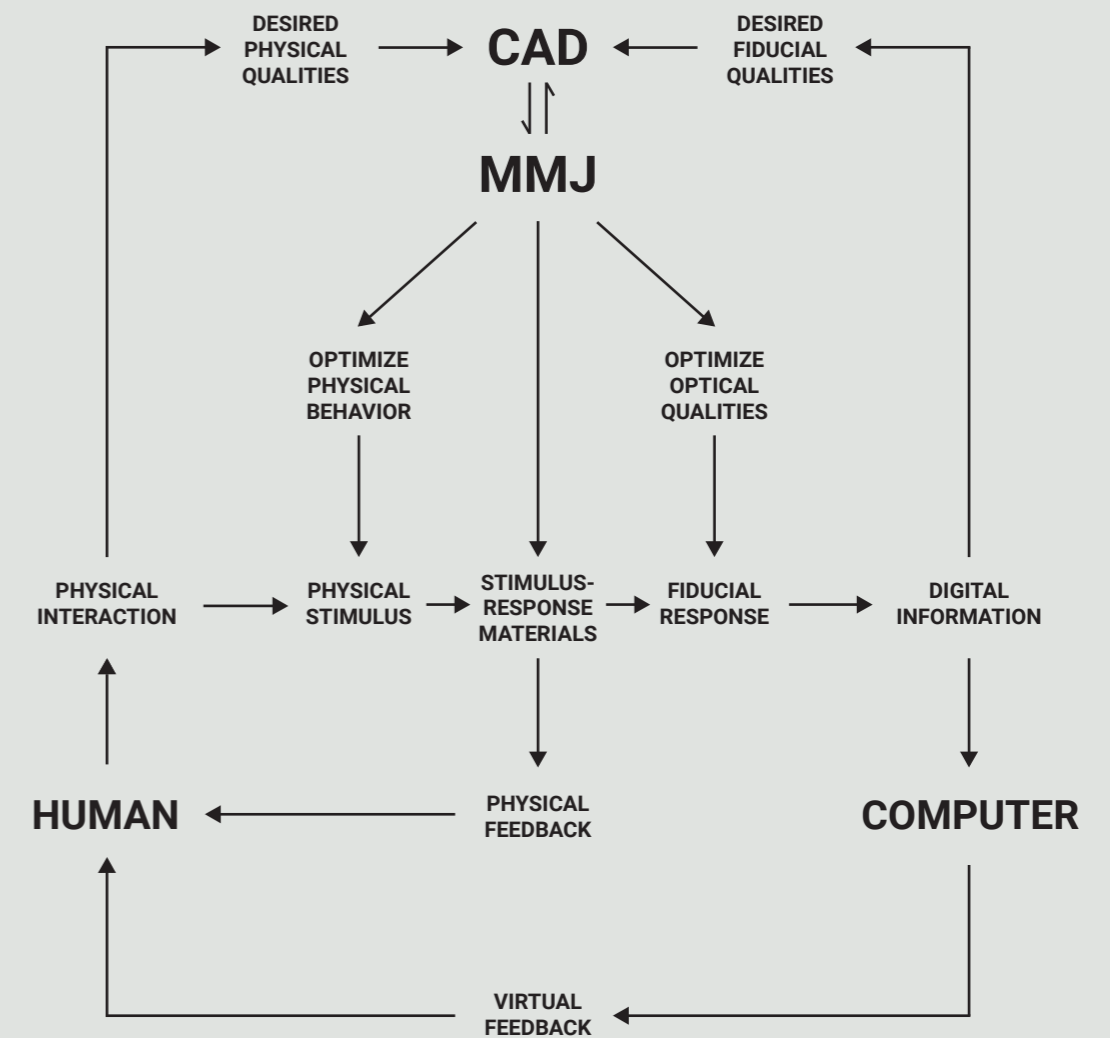 DESIRED
PHYSICAL
QUALITIES
CAD
DESIRED
FIDUCIAL
QUALITIES
MMJ
OPTIMIZE
PHYSICAL
BEHAVIOR
OPTIMIZE
OPTICAL
QUALITIES
PHYSICAL
INTERACTION
PHYSICAL
STIMULUS
STIMULUS-
RESPONSE
MATERIALS
FIDUCIAL
RESPONSE
DIGITAL
INFORMATION
HUMAN
PHYSICAL
FEEDBACK
COMPUTER
VIRTUAL
FEEDBACK